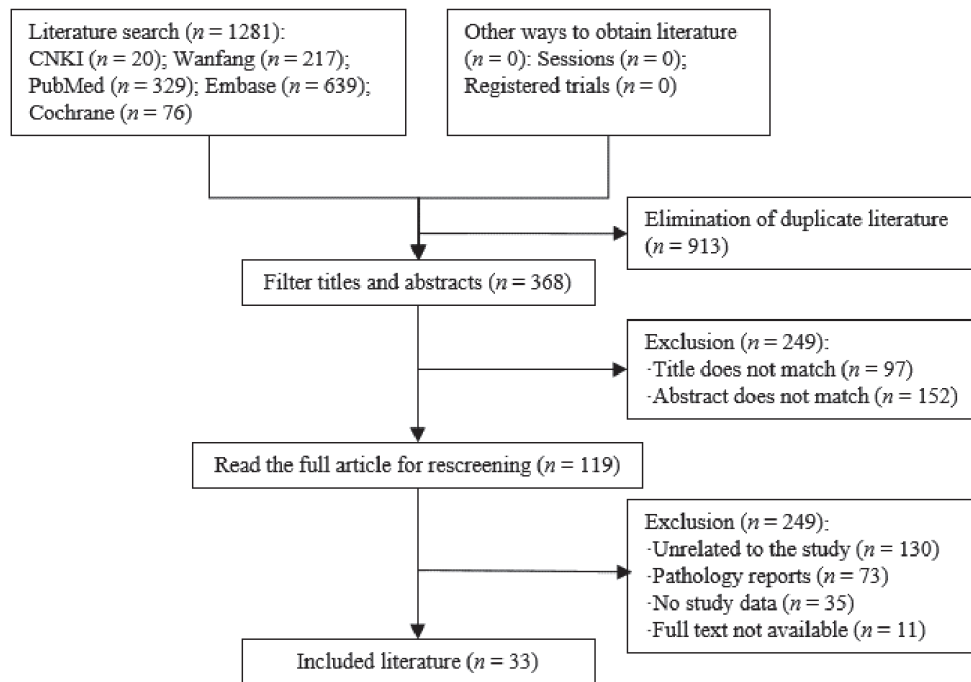 Literature search (n = 1281):
CNKI (n = 20); Wanfang (n = 217);
PubMed (n = 329); Embase (n = 639);
Cochrane (n = 76)
Other ways to obtain literature
(n = 0): Sessions (n = 0);
Registered trials (n = 0)
Elimination of duplicate literature
(n = 913)
Filter titles and abstracts (n = 368)
Exclusion (n = 249):
·Title does not match (n = 97)
·Abstract does not match (n = 152)
Read the full article for rescreening (n = 119)
Exclusion (n = 249):
·Unrelated to the study (n = 130)
·Pathology reports (n = 73)
·No study data (n = 35)
·Full text not available (n = 11)
Included literature (n = 33)